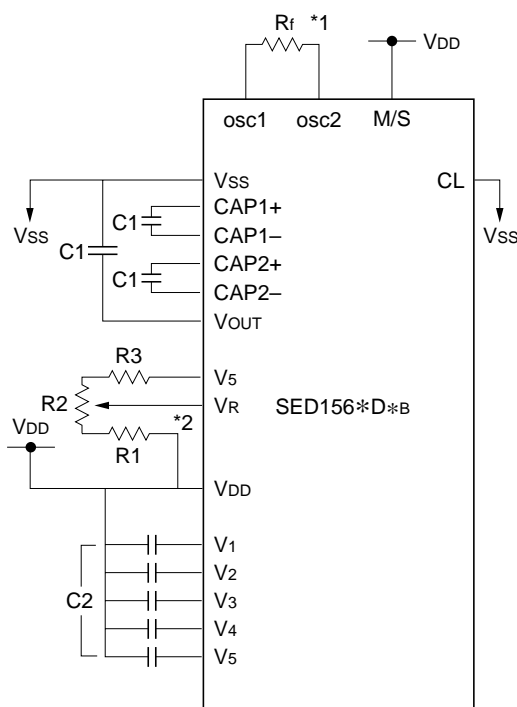 Rf *1
VDD
osc1 osc2 M/S
VSS CL
CAP1+
C1
VSS
CAP1–
VSS
C1
CAP2+
C1
CAP2–
VOUT
R3 V5
R2 VR SED156*D*B
*2
VDD
R1
VDD
V1
V2
C2 V3
V4
V5